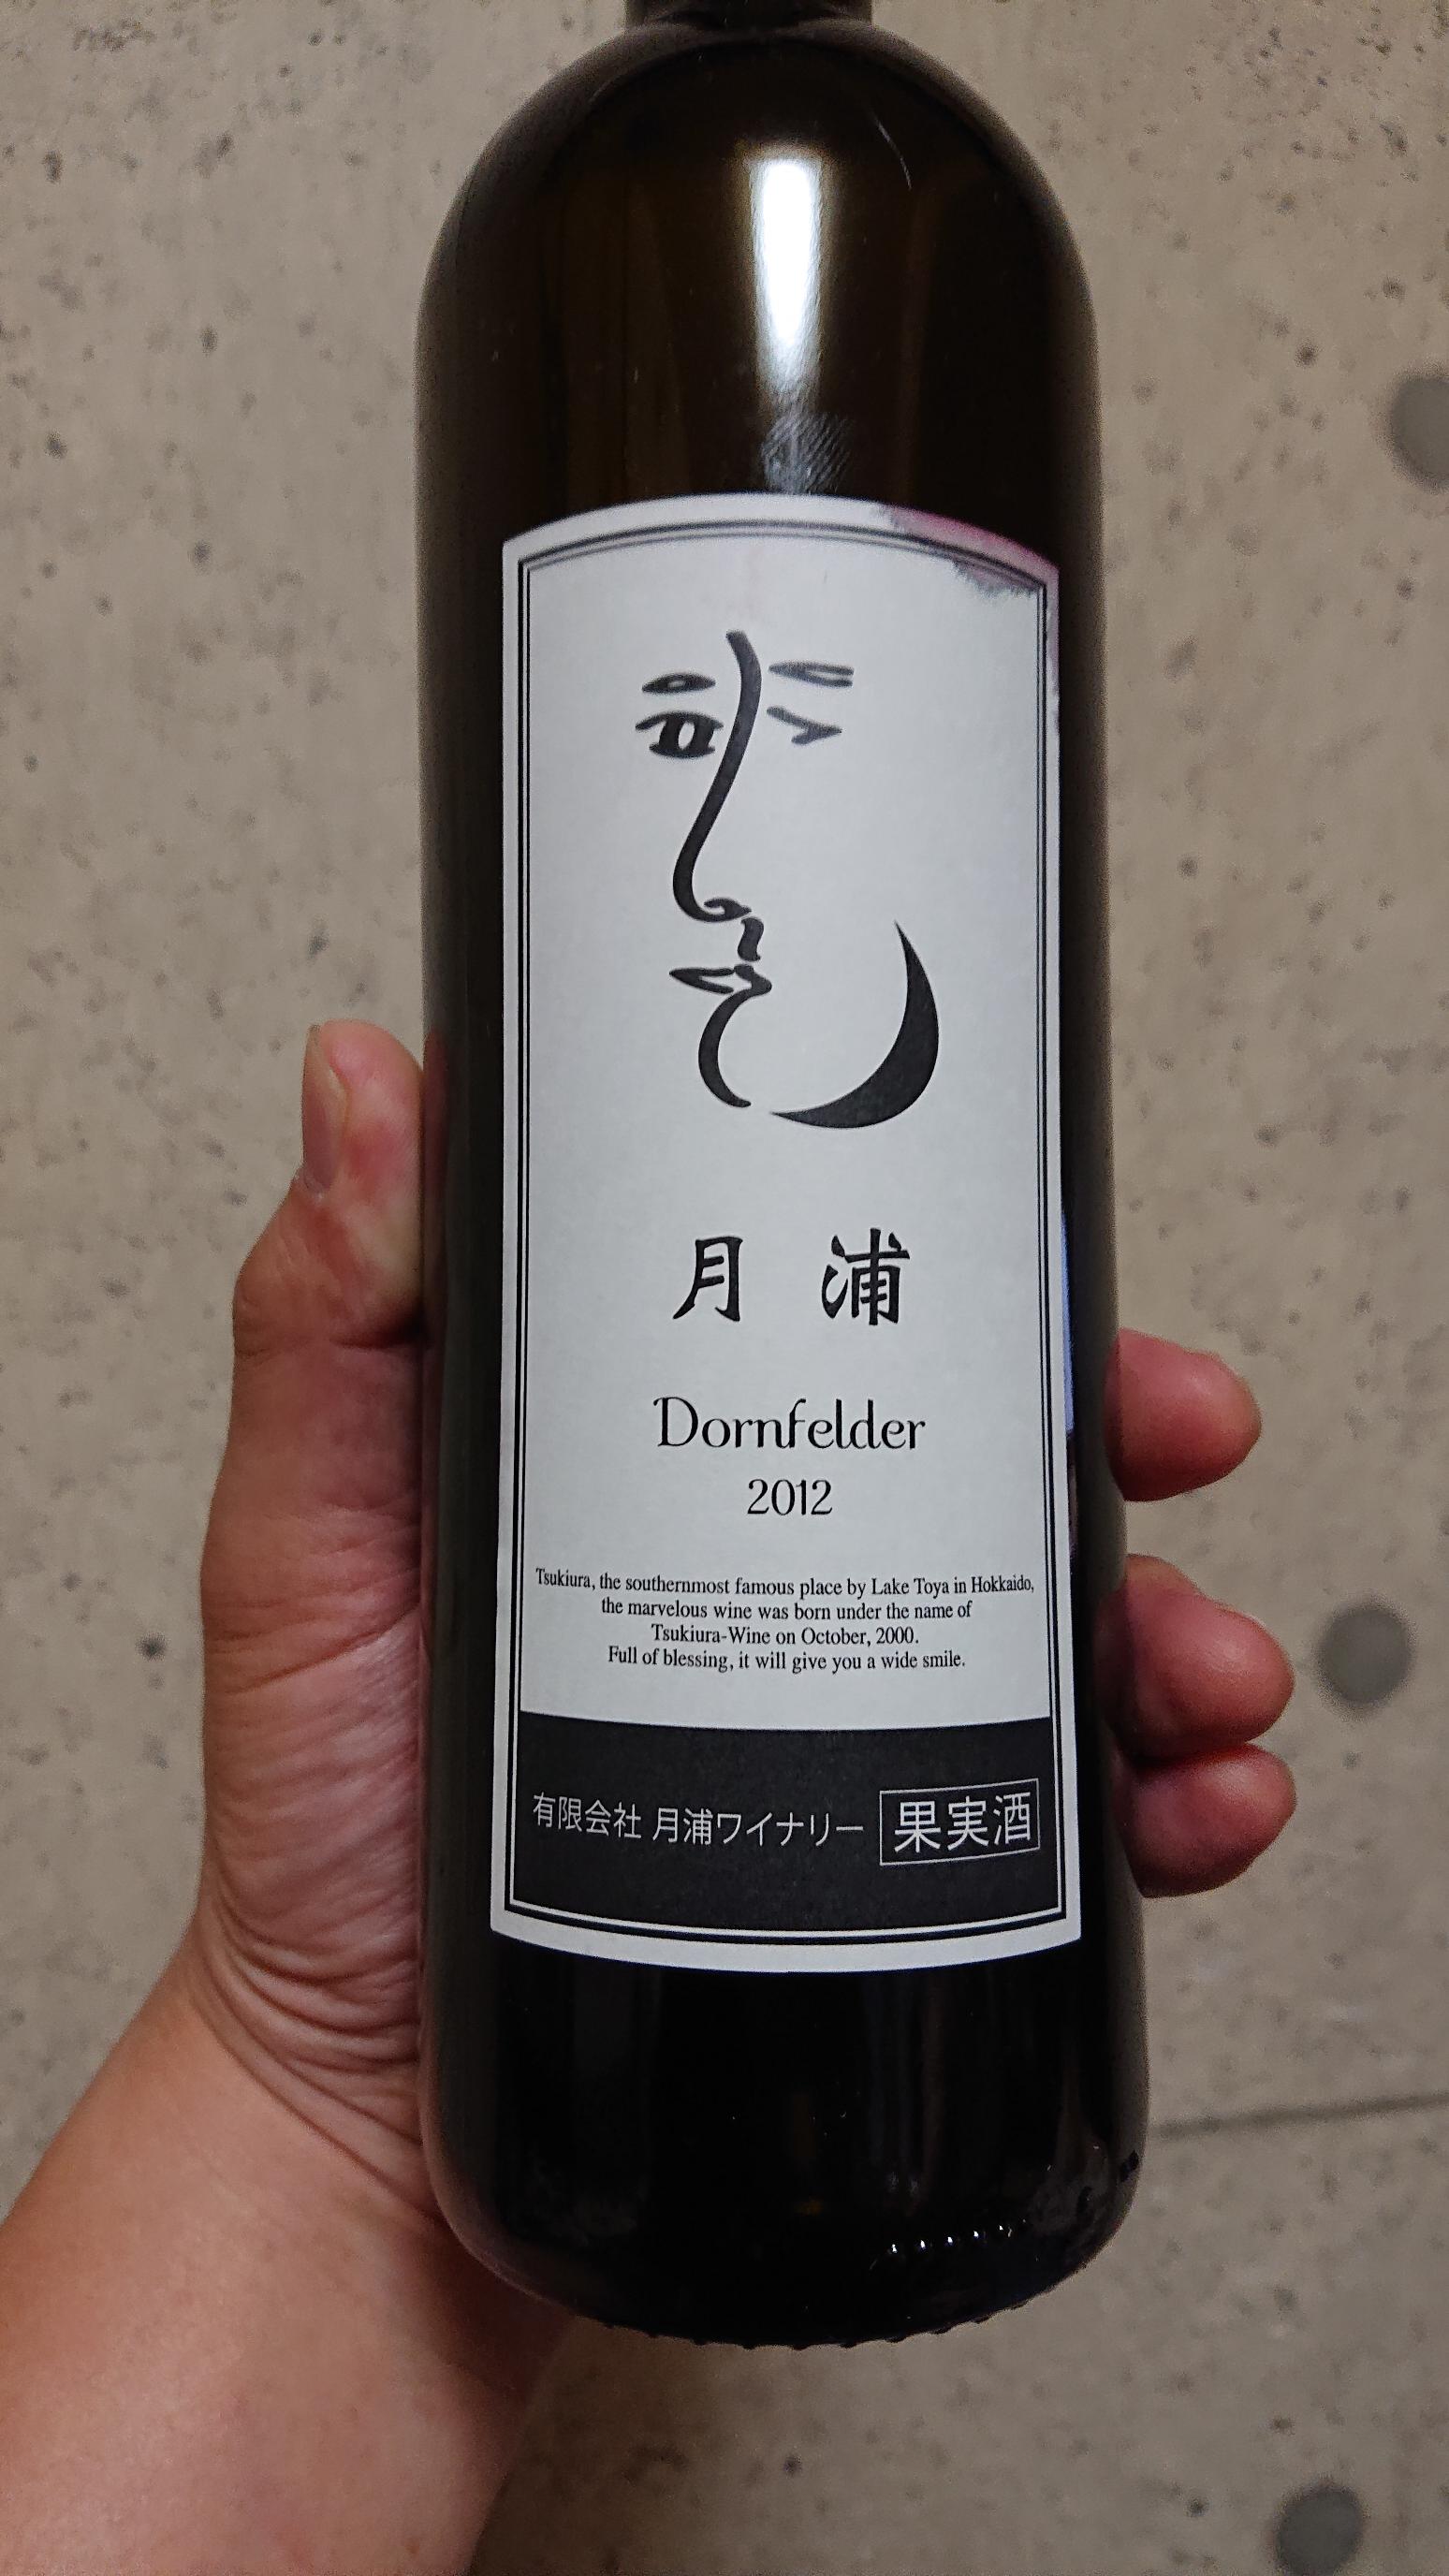 月浦
Dornfelder
2012
Tsukiura, the southernmost famous place by Lake Toya in Hokkaido,
the marvelous wine was born under the name of
Tsukiura-Wine on October, 2000.
Full of blessing, it will give you a wide smile.
有限会社 月浦ワイナリー 果実酒